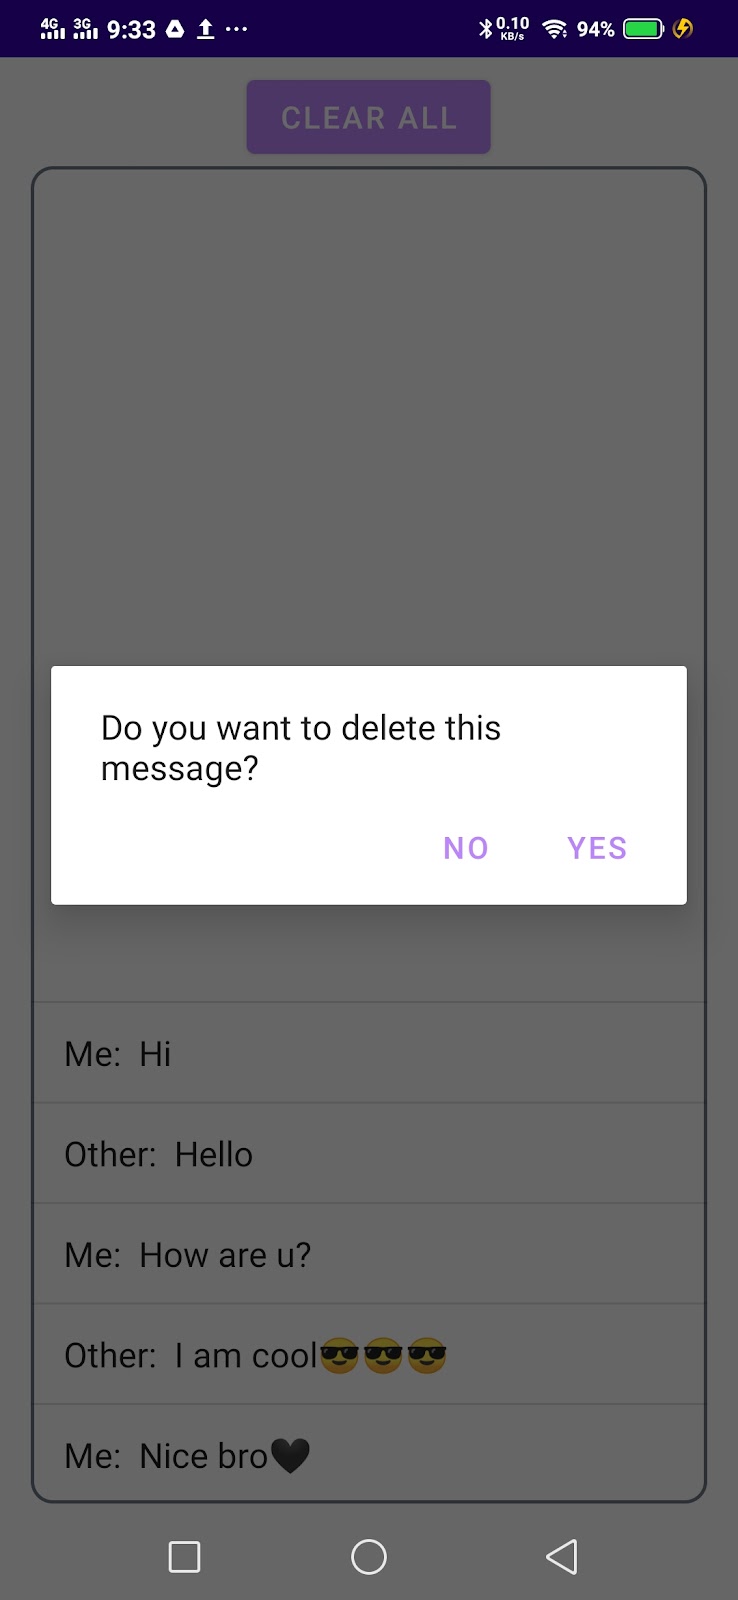 4G 3G 9:33 ... 0.10 KB/s 94%
CLEAR ALL
Do you want to delete this
message?
NO YES
Me: Hi
Other: Hello
Me: How are u?
Other: I am cool😎😎😎
Me: Nice bro🖤